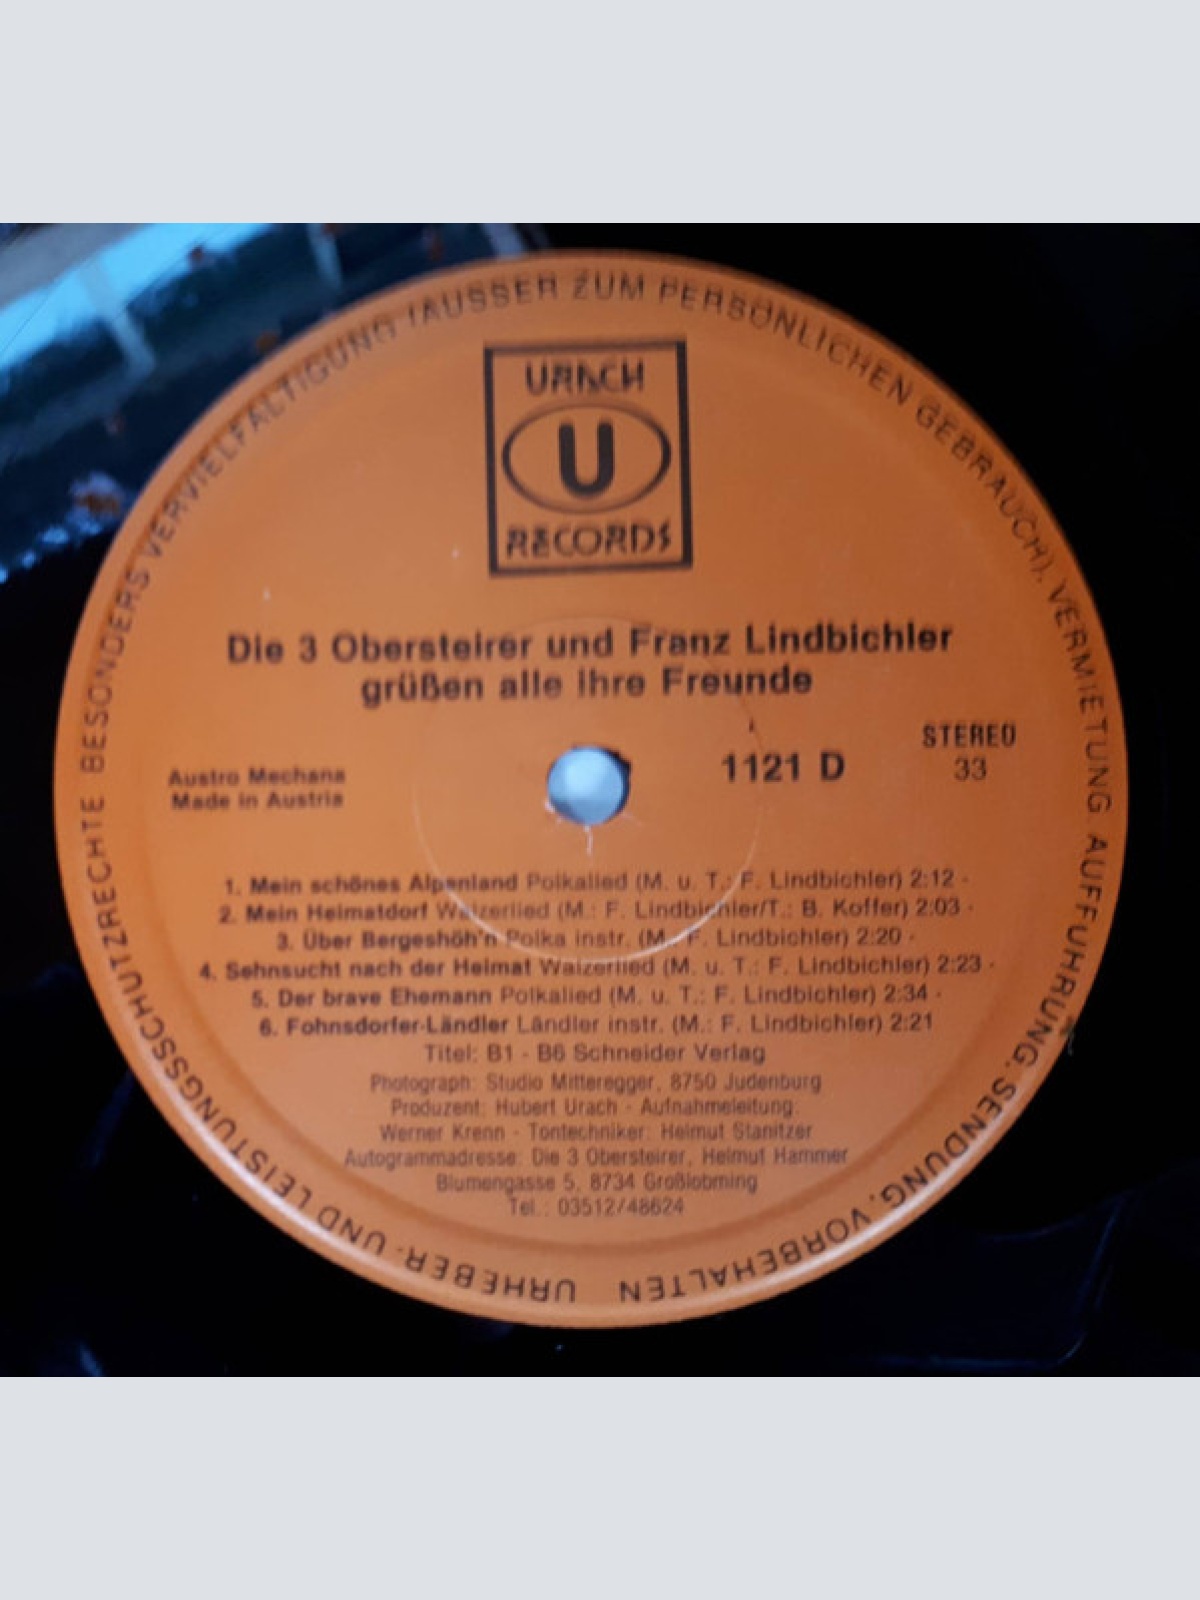 URACH
U
RECORDS
Die 3 Obersteirer und Franz Lindbichler
grüßen alle ihre Freunde
STEREO
33
1121 D
Austro Mechana
Made in Austria
1. Mein schönes Alpenland Polkalied (M. u. T.: F. Lindbichler) 2:12 -
2. Mein Heimatdorf Walzerlied (M.: F. Lindbichler/T.: B. Koffer) 2:03 -
3. Über Bergeshöh'n Polka instr. (M.: F. Lindbichler) 2:20 -
4. Sehnsucht nach der Heimat Walzerlied (M. u. T.: F. Lindbichler) 2:23 -
5. Der brave Ehemann Polkalied (M. u. T.: F. Lindbichler) 2:34 -
6. Fohnsdorfer-Ländler Ländler instr. (M.: F. Lindbichler) 2:21
Titel: B1 - B6 Schneider Verlag
Photograph: Studio Mitteregger, 8750 Judenburg
Produzent: Hubert Urach - Aufnahmeleitung:
Werner Krenn - Tontechniker: Helmut Stanitzer
Autogrammadresse: Die 3 Obersteirer, Helmut Hammer
Blumengasse 5, 8734 Großlobming
Tel.: 03512/48624
URHEBER- UND LEISTUNGSSCHUTZRECHTE BESONDERS VERVIELFÄLTIGUNG (AUSSER ZUM PERSÖNLICHEN GEBRAUCH), VERMIETUNG, AUFFÜHRUNG, SENDUNG, VORBEHALTEN